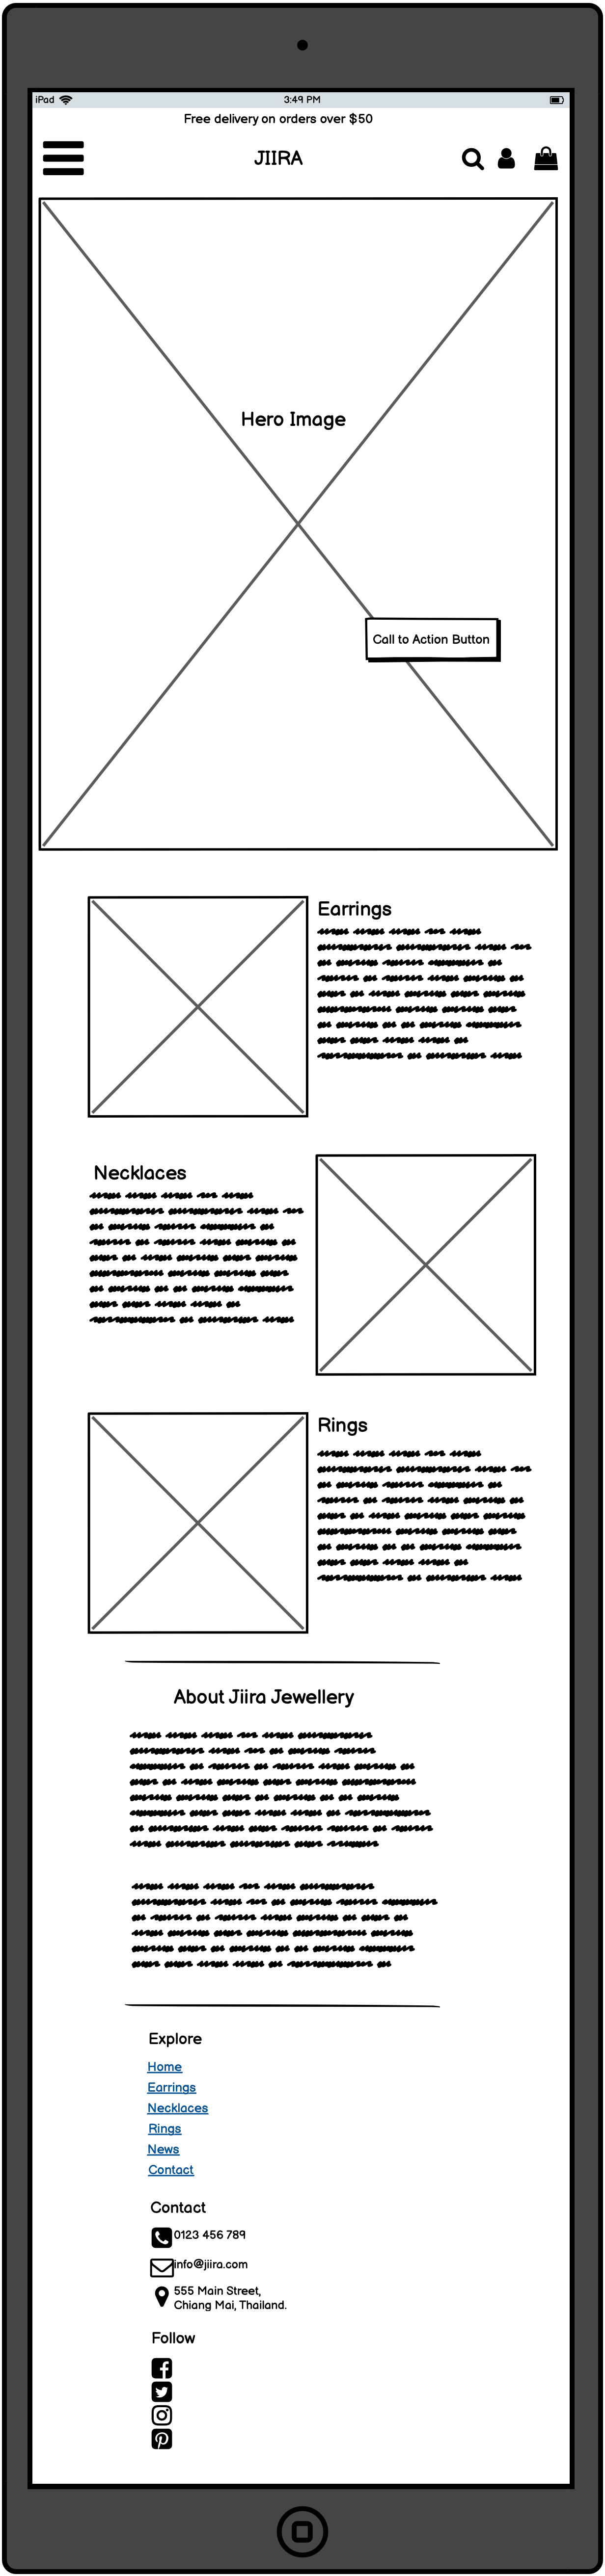 iPad
3:49 PM
Free delivery on orders over $50
JIIRA
Hero Image
Call to Action Button
Earrings
Necklaces
Rings
About Jiira Jewellery
Explore
Home
Earrings
Necklaces
Rings
News
Contact
Contact
0123 456 789
info@jiira.com
555 Main Street,
Chiang Mai, Thailand.
Follow